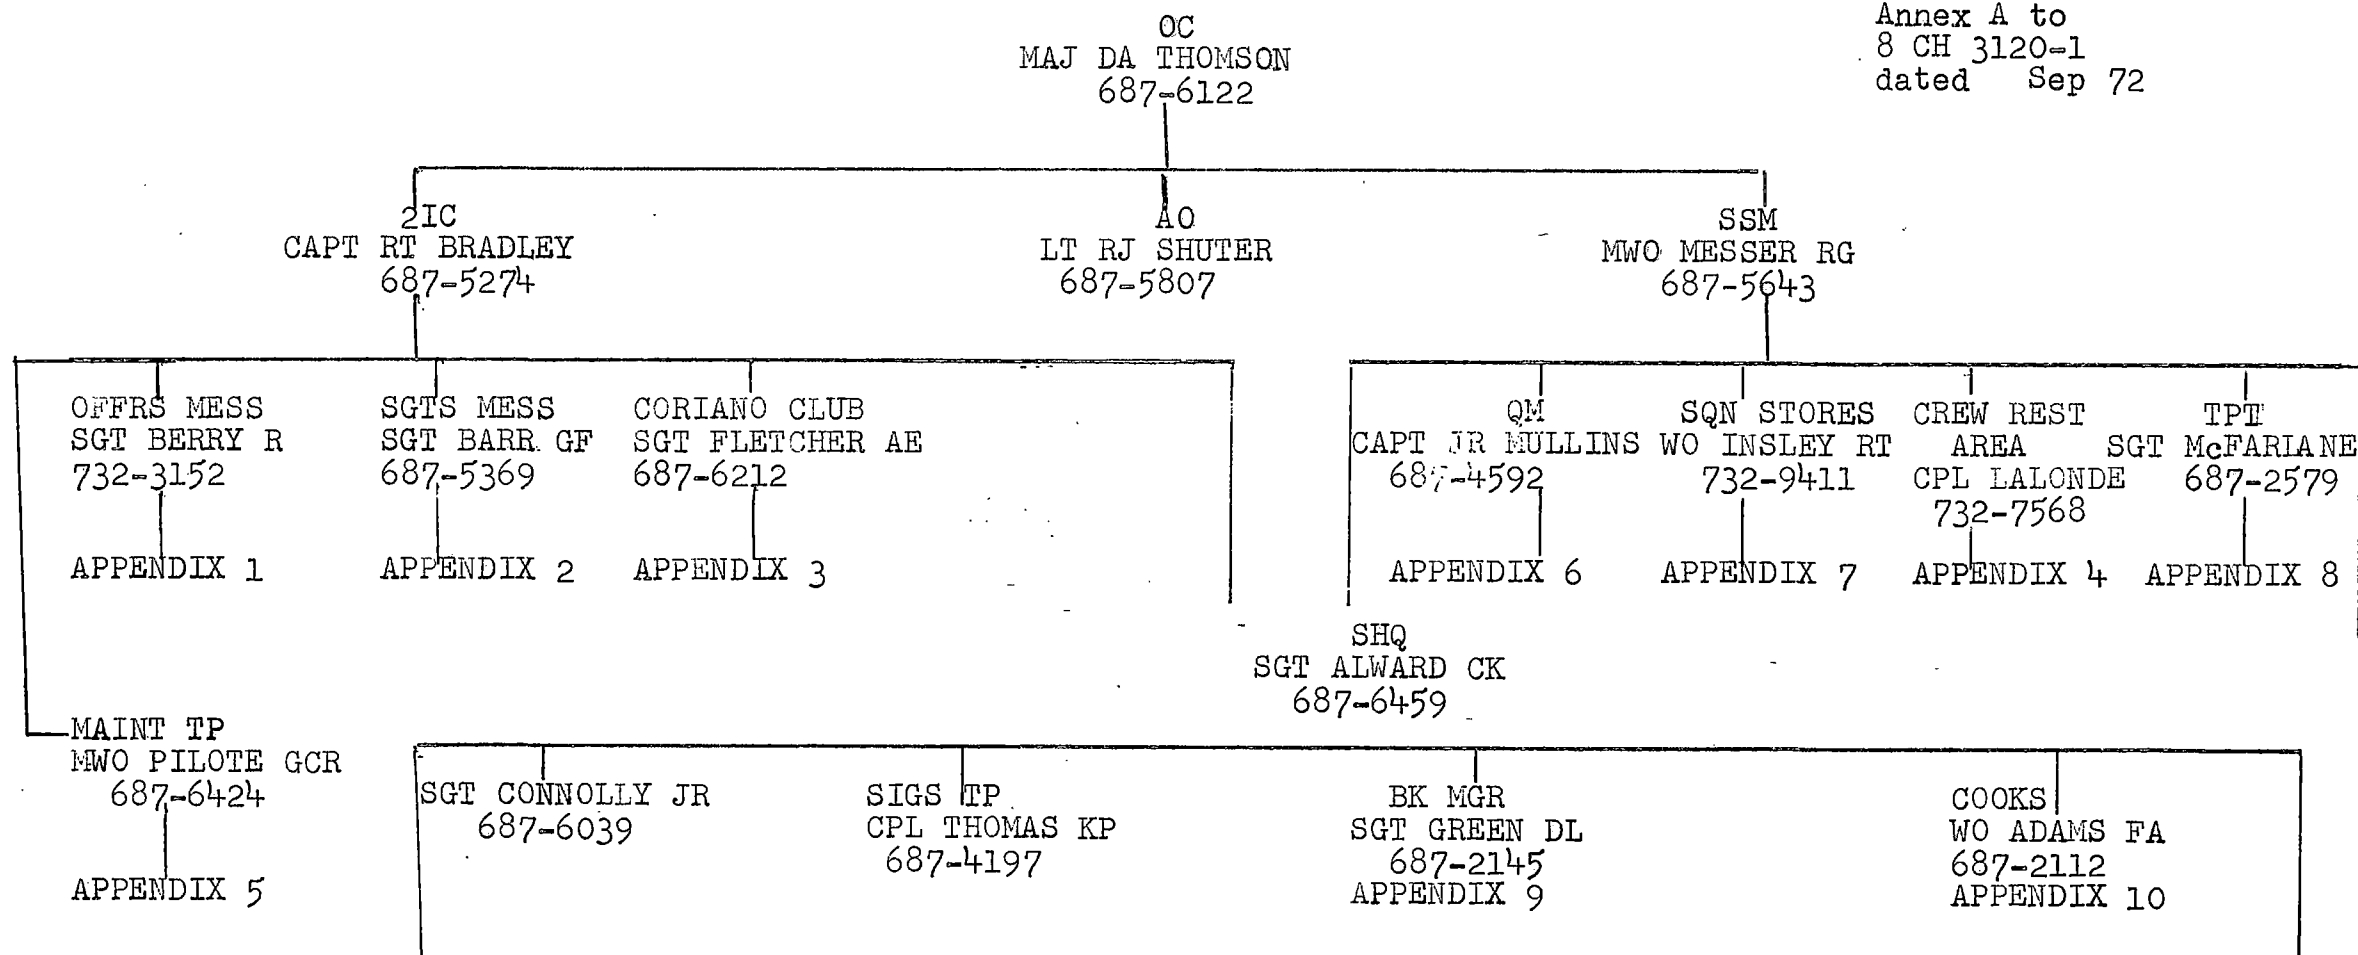 Annex A to
8 CH 3120-1
dated Sep 72
OC
MAJ DA THOMSON
687-6122
2IC
CAPT RT BRADLEY
687-5274
AO
LT RJ SHUTER
687-5807
SSM
MWO MESSER RG
687-5643
OFFRS MESS
SGT BERRY R
732-3152
APPENDIX 1
SGTS MESS
SGT BARR GF
687-5369
APPENDIX 2
CORIANO CLUB
SGT FLETCHER AE
687-6212
APPENDIX 3
QM
CAPT JR MULLINS
687-4592
APPENDIX 6
SQN STORES
WO INSLEY RT
732-9411
APPENDIX 7
CREW REST
AREA
CPL LALONDE
732-7568
APPENDIX 4
TPT
SGT McFARLANE
687-2579
APPENDIX 8
SHQ
SGT ALWARD CK
687-6459
MAINT TP
MWO PILOTE GCR
687-6424
APPENDIX 5
SGT CONNOLLY JR
687-6039
SIGS TP
CPL THOMAS KP
687-4197
BK MGR
SGT GREEN DL
687-2145
APPENDIX 9
COOKS
WO ADAMS FA
687-2112
APPENDIX 10